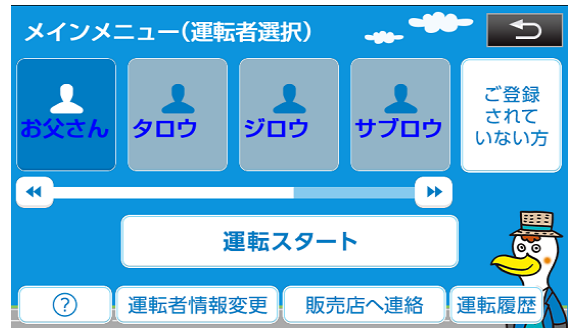 メインメニュー(運転者選択)
お父さん
タロウ
ジロウ
サブロウ
ご登録
されて
いない方
運転スタート
?
運転者情報変更
販売店へ連絡
運転履歴